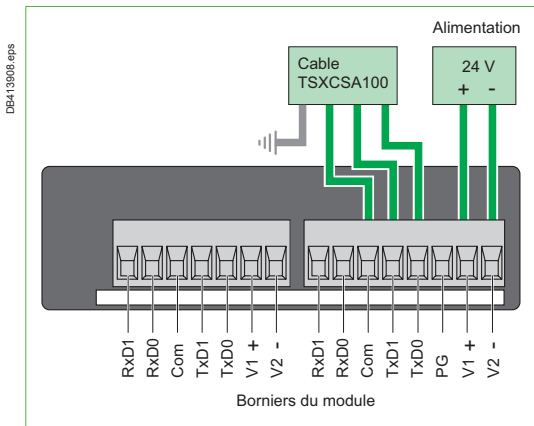 DB413908.eps
Alimentation
Cable
TSXCSA100
24 V
+ -
RxD1 RxD0 Com TxD1 TxD0 V1 + V2 -
RxD1 RxD0 Com TxD1 TxD0 PG V1 + V2 -
Borniers du module